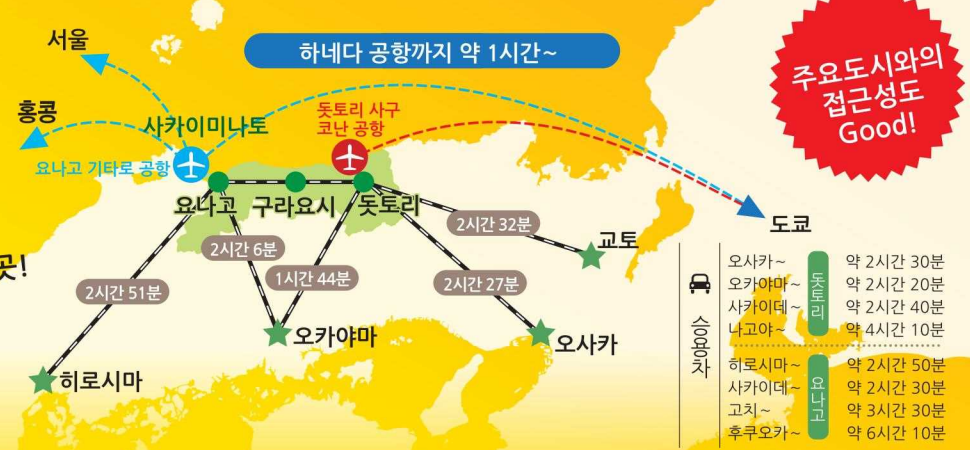 서울
하네다 공항까지 약 1시간~
주요도시와의
접근성도
Good!
홍콩
사카이미나토
돗토리 사구
코난 공항
요나고 기타로 공항
요나고
구라요시
돗토리
도쿄
2시간 32분
교토
2시간 6분
1시간 44분
2시간 27분
2시간 51분
곳!
오카야마
오사카
히로시마
승용차
돗토리
오사카~ 약 2시간 30분
오카야마~ 약 2시간 20분
사카이데~ 약 2시간 40분
나고야~ 약 4시간 10분
요나고
히로시마~ 약 2시간 50분
사카이데~ 약 2시간 30분
고치~ 약 3시간 30분
후쿠오카~ 약 6시간 10분